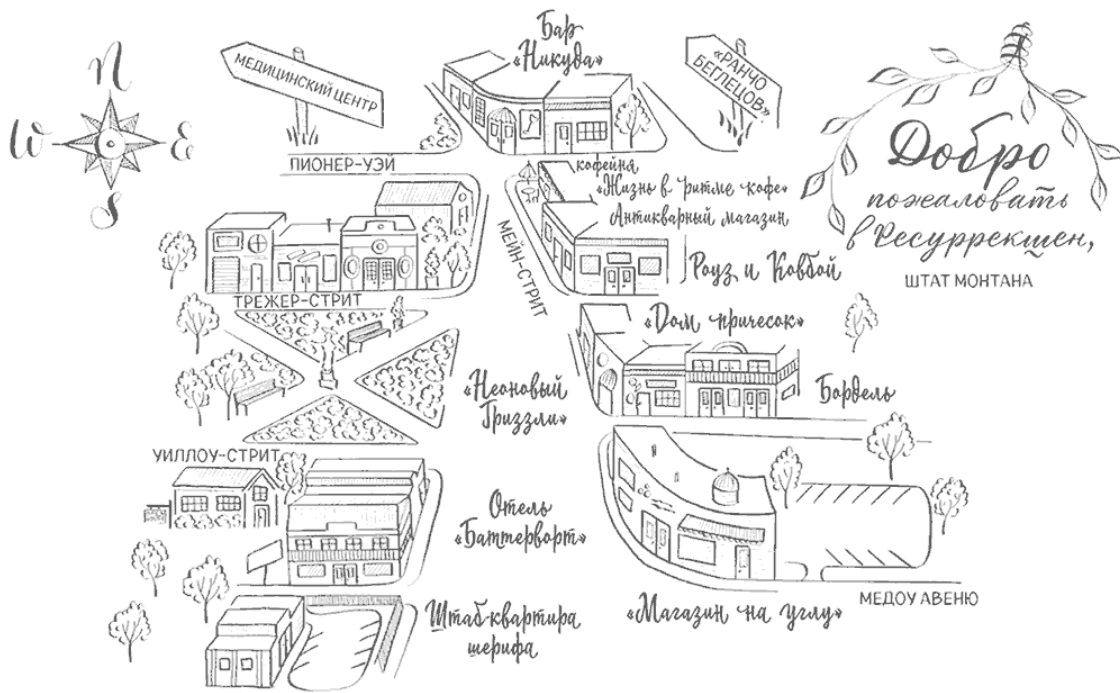 Бар
«Никуда»
МЕДИЦИНСКИЙ ЦЕНТР
«РАНЧО
БЕГЛЕЦОВ»
N
W
E
S
Добро
пожаловать
в Ресуррекшен,
ШТАТ МОНТАНА
ПИОНЕР-УЭЙ
кофейня
«Жизнь в ритме кофе»
Антикварный магазин
МЕЙН-СТРИТ
Роуз и Ковбой
ТРЕЖЕР-СТРИТ
«Дом причесок»
«Неоновый
Гриззли»
Бордель
УИЛЛОУ-СТРИТ
Отель
«Баттерворт»
Штаб-квартира
шерифа
«Магазин на углу»
МЕДОУ АВЕНЮ